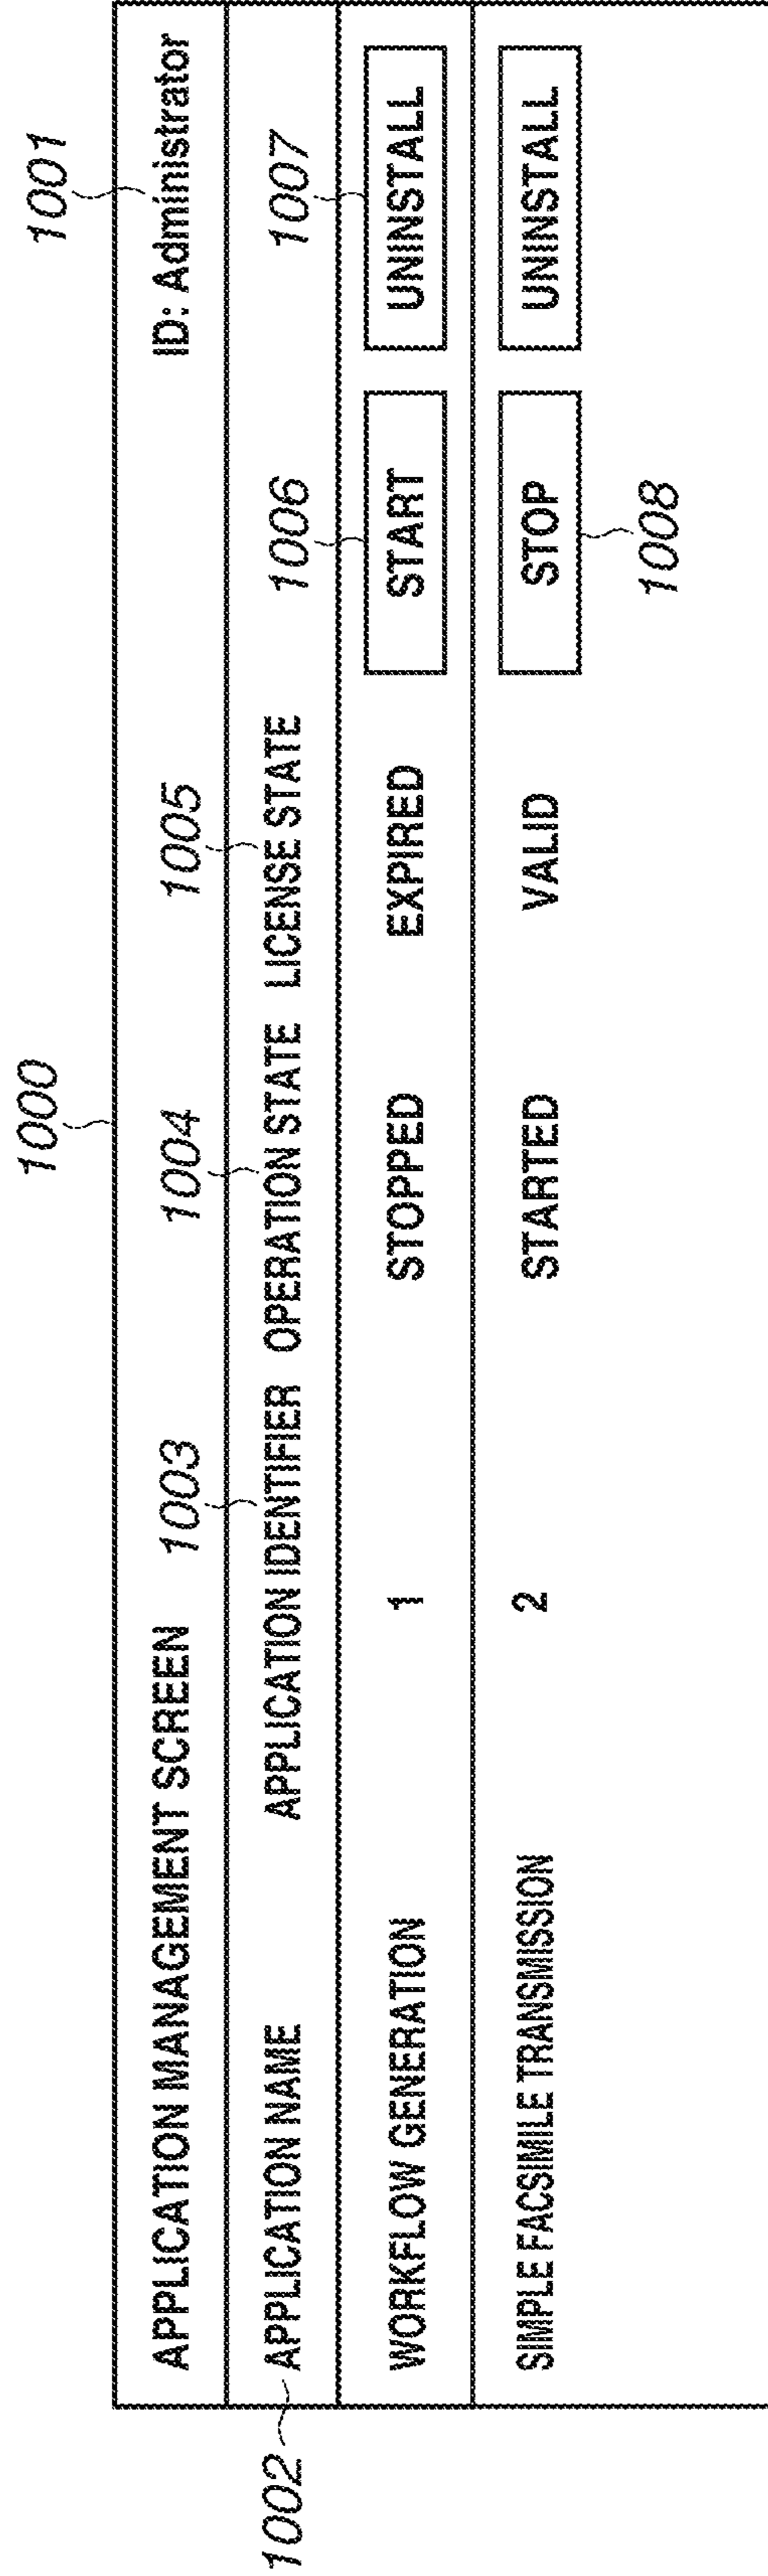 1000
1001
APPLICATION MANAGEMENT SCREEN ID: Administrator
1003 1004 1005
1002 APPLICATION NAME APPLICATION IDENTIFIER OPERATION STATE LICENSE STATE 1006 1007
WORKFLOW GENERATION 1 STOPPED EXPIRED START UNINSTALL
SIMPLE FACSIMILE TRANSMISSION 2 STARTED VALID STOP UNINSTALL
1008